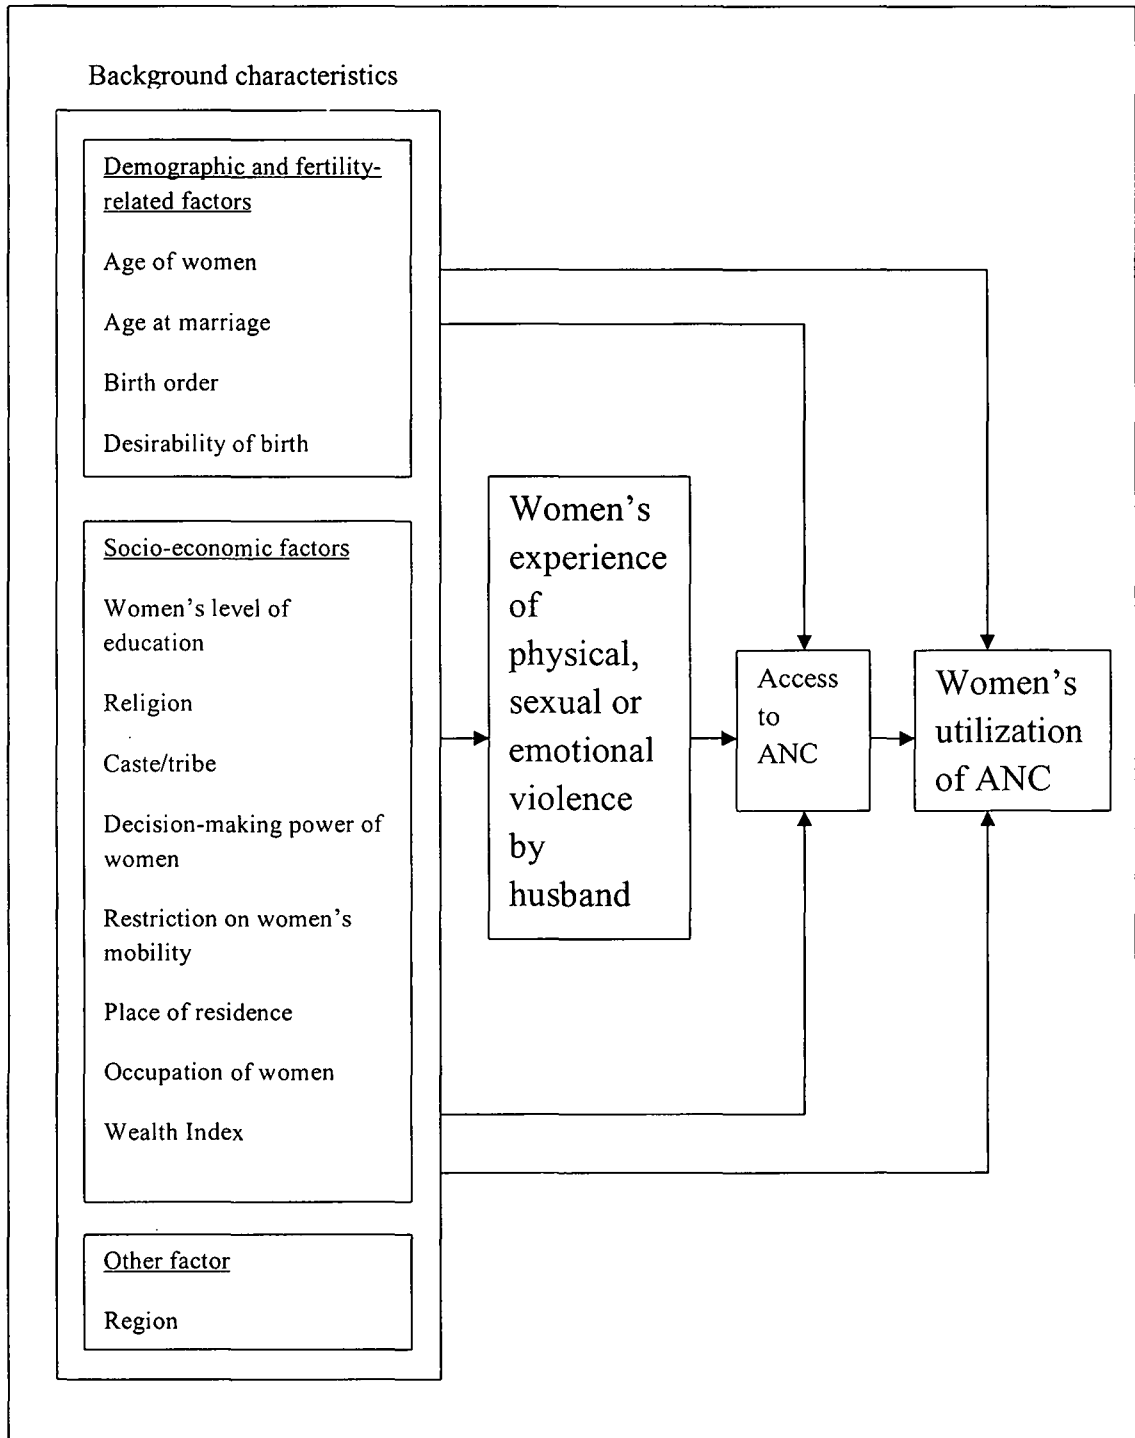 Background characteristics
Demographic and fertility-
related factors
Age of women
Age at marriage
Birth order
Desirability of birth
Socio-economic factors
Women's level of
education
Religion
Caste/tribe
Decision-making power of
women
Restriction on women's
mobility
Place of residence
Occupation of women
Wealth Index
Other factor
Region
Women's
experience
of
physical,
sexual or
emotional
violence
by
husband
Access
to
ANC
Women's
utilization
of ANC